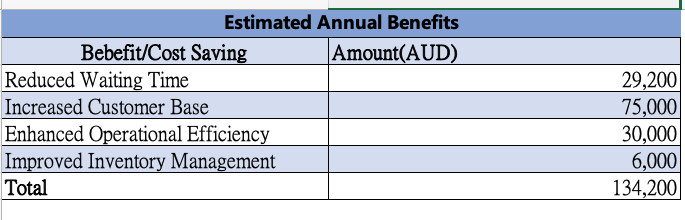 Estimated Annual Benefits
Bebefit/Cost Saving Amount(AUD)
Reduced Waiting Time 29,200
Increased Customer Base 75,000
Enhanced Operational Efficiency 30,000
Improved Inventory Management 6,000
Total 134,200